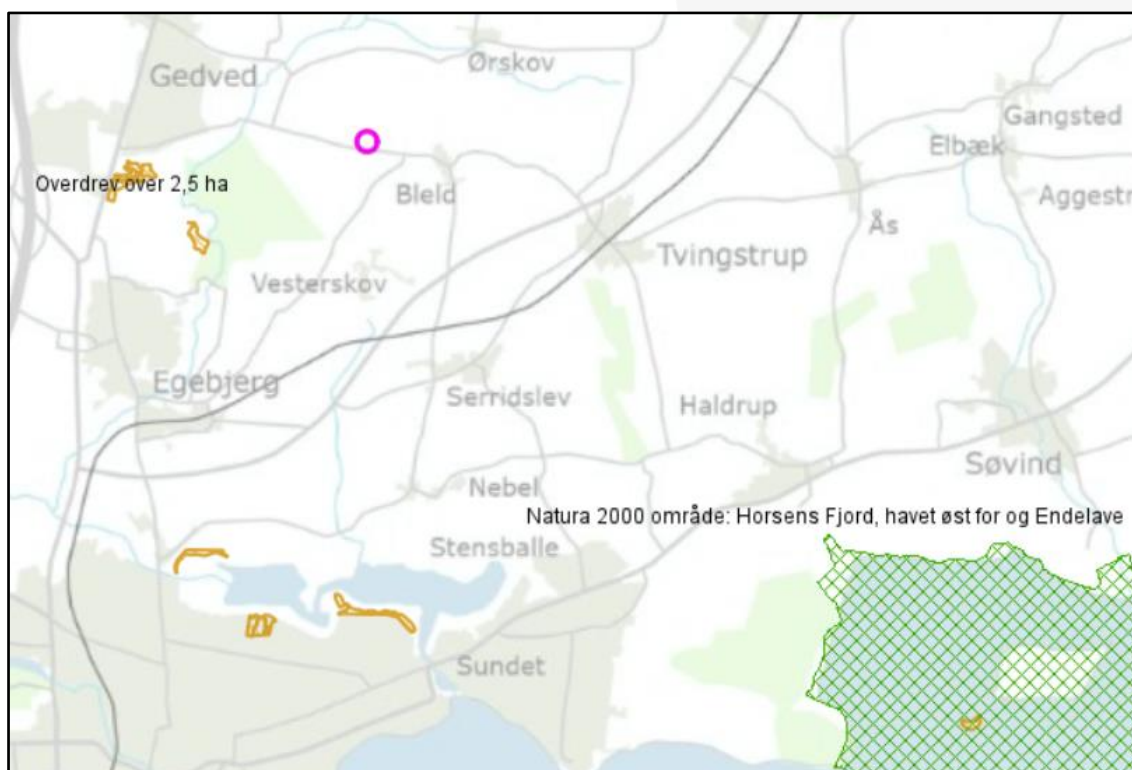 Ørskov
Gedved
Gangsted
Elbæk
Overdrev over 2,5 ha
Bleld
Aggestr
Ås
Tvingstrup
Vesterskov
Egebjerg
Serridslev
Haldrup
Søvind
Nebel
Natura 2000 område: Horsens Fjord, havet øst for og Endelave
Stensballe
Sundet